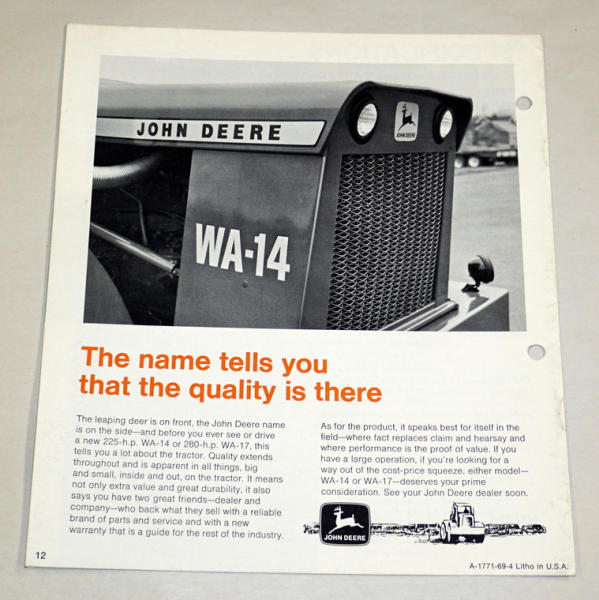 JOHN DEERE
JOHN DEERE
WA-14
The name tells you
that the quality is there
The leaping deer is on front, the John Deere name
is on the side—and before you ever see or drive
a new 225-h.p. WA-14 or 280-h.p. WA-17, this
tells you a lot about the tractor. Quality extends
throughout and is apparent in all things, big
and small, inside and out, on the tractor. It means
not only extra value and great durability, it also
says you have two great friends—dealer and
company—who back what they sell with a reliable
brand of parts and service and with a new
warranty that is a guide for the rest of the industry.
As for the product, it speaks best for itself in the
field—where fact replaces claim and hearsay and
where performance is the proof of value. If you
have a large operation, if you're looking for a
way out of the cost-price squeeze, either model—
WA-14 or WA-17—deserves your prime
consideration. See your John Deere dealer soon.
JOHN DEERE
12
A-1771-69-4 Litho in U.S.A.